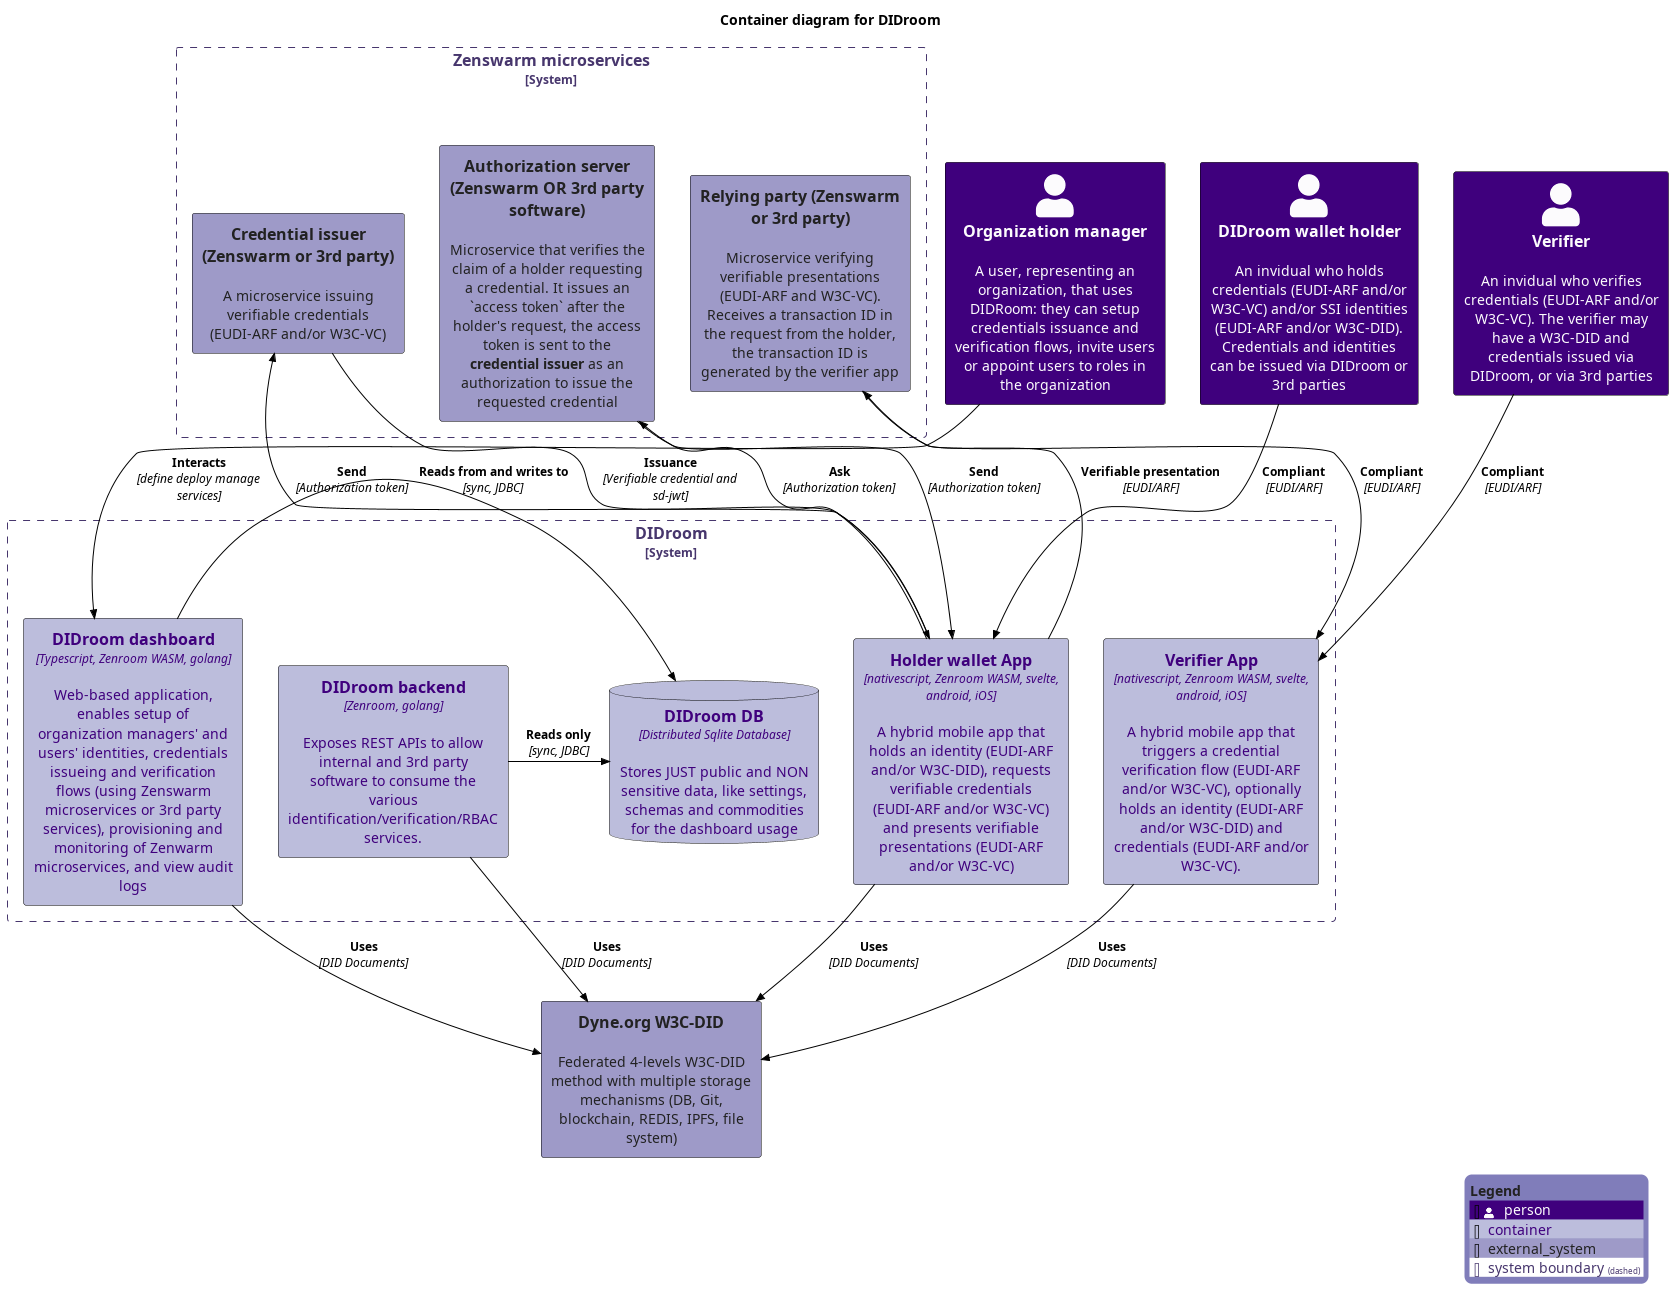 Container diagram for DIDroom
Zenswarm microservices
[System]
Credential issuer
(Zenswarm or 3rd party)
A microservice issuing
verifiable credentials
(EUDI-ARF and/or W3C-VC)
Authorization server
(Zenswarm OR 3rd party
software)
Microservice that verifies the
claim of a holder requesting
a credential. It issues an
`access token` after the
holder's request, the access
token is sent to the
credential issuer as an
authorization to issue the
requested credential
Relying party (Zenswarm
or 3rd party)
Microservice verifying
verifiable presentations
(EUDI-ARF and W3C-VC).
Receives a transaction ID in
the request from the holder,
the transaction ID is
generated by the verifier app
Organization manager
A user, representing an
organization, that uses
DIDRoom: they can setup
credentials issuance and
verification flows, invite users
or appoint users to roles in
the organization
DIDroom wallet holder
An invidual who holds
credentials (EUDI-ARF and/or
W3C-VC) and/or SSI identities
(EUDI-ARF and/or W3C-DID).
Credentials and identities
can be issued via DIDroom or
3rd parties
Verifier
An invidual who verifies
credentials (EUDI-ARF and/or
W3C-VC). The verifier may
have a W3C-DID and
credentials issued via
DIDroom, or via 3rd parties
Interacts
[define deploy manage
services]
Send
[Authorization token]
Reads from and writes to
[sync, JDBC]
Issuance
[Verifiable credential and
sd-jwt]
Ask
[Authorization token]
Send
[Authorization token]
Verifiable presentation
[EUDI/ARF]
Compliant
[EUDI/ARF]
Compliant
[EUDI/ARF]
Compliant
[EUDI/ARF]
DIDroom
[System]
DIDroom dashboard
[Typescript, Zenroom WASM, golang]
Web-based application,
enables setup of
organization managers' and
users' identities, credentials
issueing and verification
flows (using Zenswarm
microservices or 3rd party
services), provisioning and
monitoring of Zenwarm
microservices, and view audit
logs
DIDroom backend
[Zenroom, golang]
Exposes REST APIs to allow
internal and 3rd party
software to consume the
various
identification/verification/RBAC
services.
Reads only
[sync, JDBC]
DIDroom DB
[Distributed Sqlite Database]
Stores JUST public and NON
sensitive data, like settings,
schemas and commodities
for the dashboard usage
Holder wallet App
[nativescript, Zenroom WASM, svelte,
android, iOS]
A hybrid mobile app that
holds an identity (EUDI-ARF
and/or W3C-DID), requests
verifiable credentials
(EUDI-ARF and/or W3C-VC)
and presents verifiable
presentations (EUDI-ARF
and/or W3C-VC)
Verifier App
[nativescript, Zenroom WASM, svelte,
android, iOS]
A hybrid mobile app that
triggers a credential
verification flow (EUDI-ARF
and/or W3C-VC), optionally
holds an identity (EUDI-ARF
and/or W3C-DID) and
credentials (EUDI-ARF and/or
W3C-VC).
Uses
[DID Documents]
Uses
[DID Documents]
Uses
[DID Documents]
Uses
[DID Documents]
Dyne.org W3C-DID
Federated 4-levels W3C-DID
method with multiple storage
mechanisms (DB, Git,
blockchain, REDIS, IPFS, file
system)
Legend
person
container
external_system
system boundary (dashed)